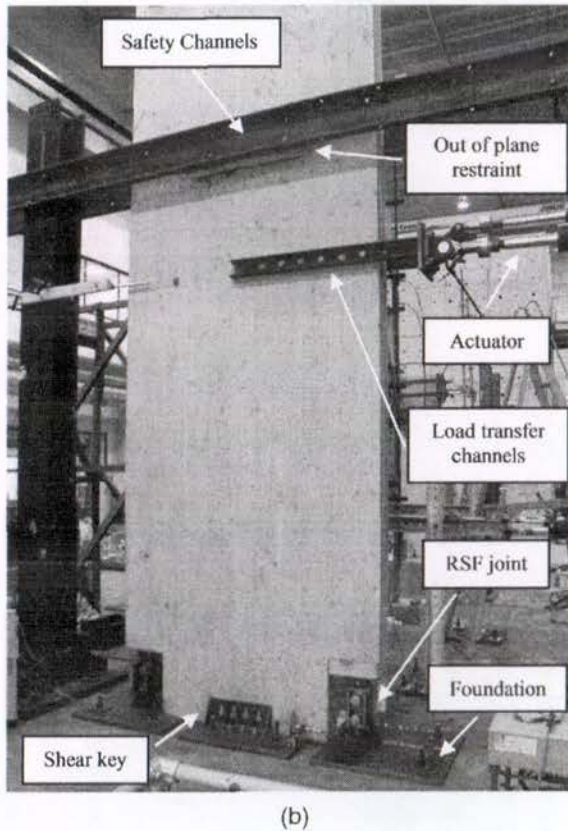 Safety Channels
Out of plane
restraint
Actuator
Load transfer
channels
RSF joint
Foundation
Shear key
(b)